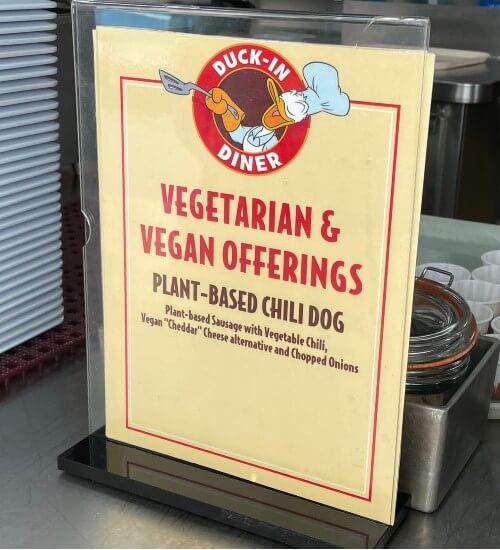 DUCK-IN
DINER
VEGETARIAN &
VEGAN OFFERINGS
PLANT-BASED CHILI DOG
Plant-based Sausage with Vegetable Chili,
Vegan "Cheddar" Cheese alternative and Chopped Onions